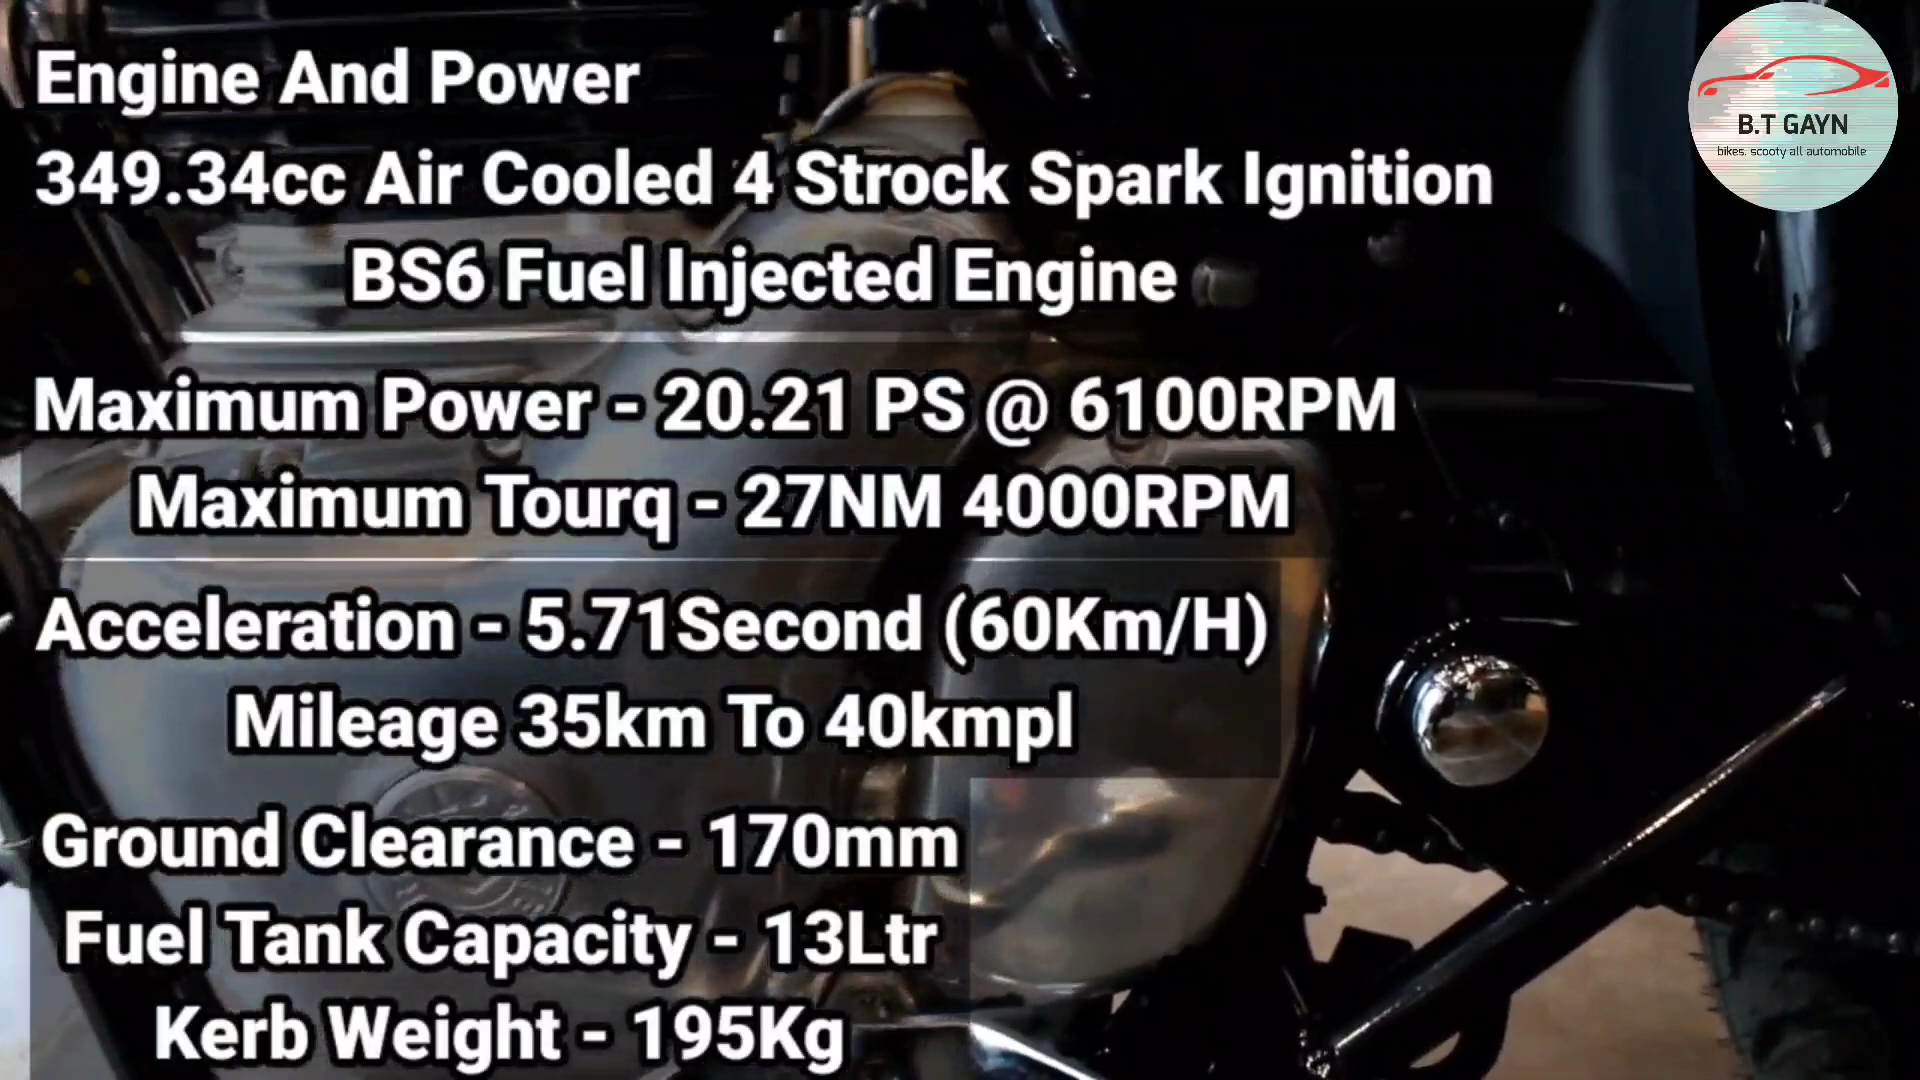 Engine And Power
349.34cc Air Cooled 4 Strock Spark Ignition
BS6 Fuel Injected Engine
Maximum Power - 20.21 PS @ 6100RPM
Maximum Tourq - 27NM 4000RPM
Acceleration - 5.71Second (60Km/H)
Mileage 35km To 40kmpl
Ground Clearance - 170mm
Fuel Tank Capacity - 13Ltr
Kerb Weight - 195Kg
B.T GAYN
bikes. scooty all automobile